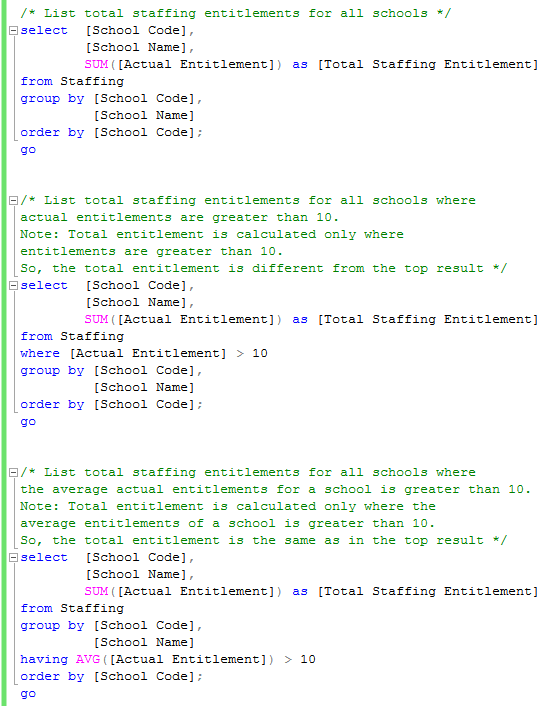 /* List total staffing entitlements for all schools */
select [School Code],
[School Name],
SUM([Actual Entitlement]) as [Total Staffing Entitlement]
from Staffing
group by [School Code],
[School Name]
order by [School Code];
go
/* List total staffing entitlements for all schools where
actual entitlements are greater than 10.
Note: Total entitlement is calculated only where
entitlements are greater than 10.
So, the total entitlement is different from the top result */
select [School Code],
[School Name],
SUM([Actual Entitlement]) as [Total Staffing Entitlement]
from Staffing
where [Actual Entitlement] > 10
group by [School Code],
[School Name]
order by [School Code];
go
/* List total staffing entitlements for all schools where
the average actual entitlements for a school is greater than 10.
Note: Total entitlement is calculated only where the
average entitlements of a school is greater than 10.
So, the total entitlement is the same as in the top result */
select [School Code],
[School Name],
SUM([Actual Entitlement]) as [Total Staffing Entitlement]
from Staffing
group by [School Code],
[School Name]
having AVG([Actual Entitlement]) > 10
order by [School Code];
go